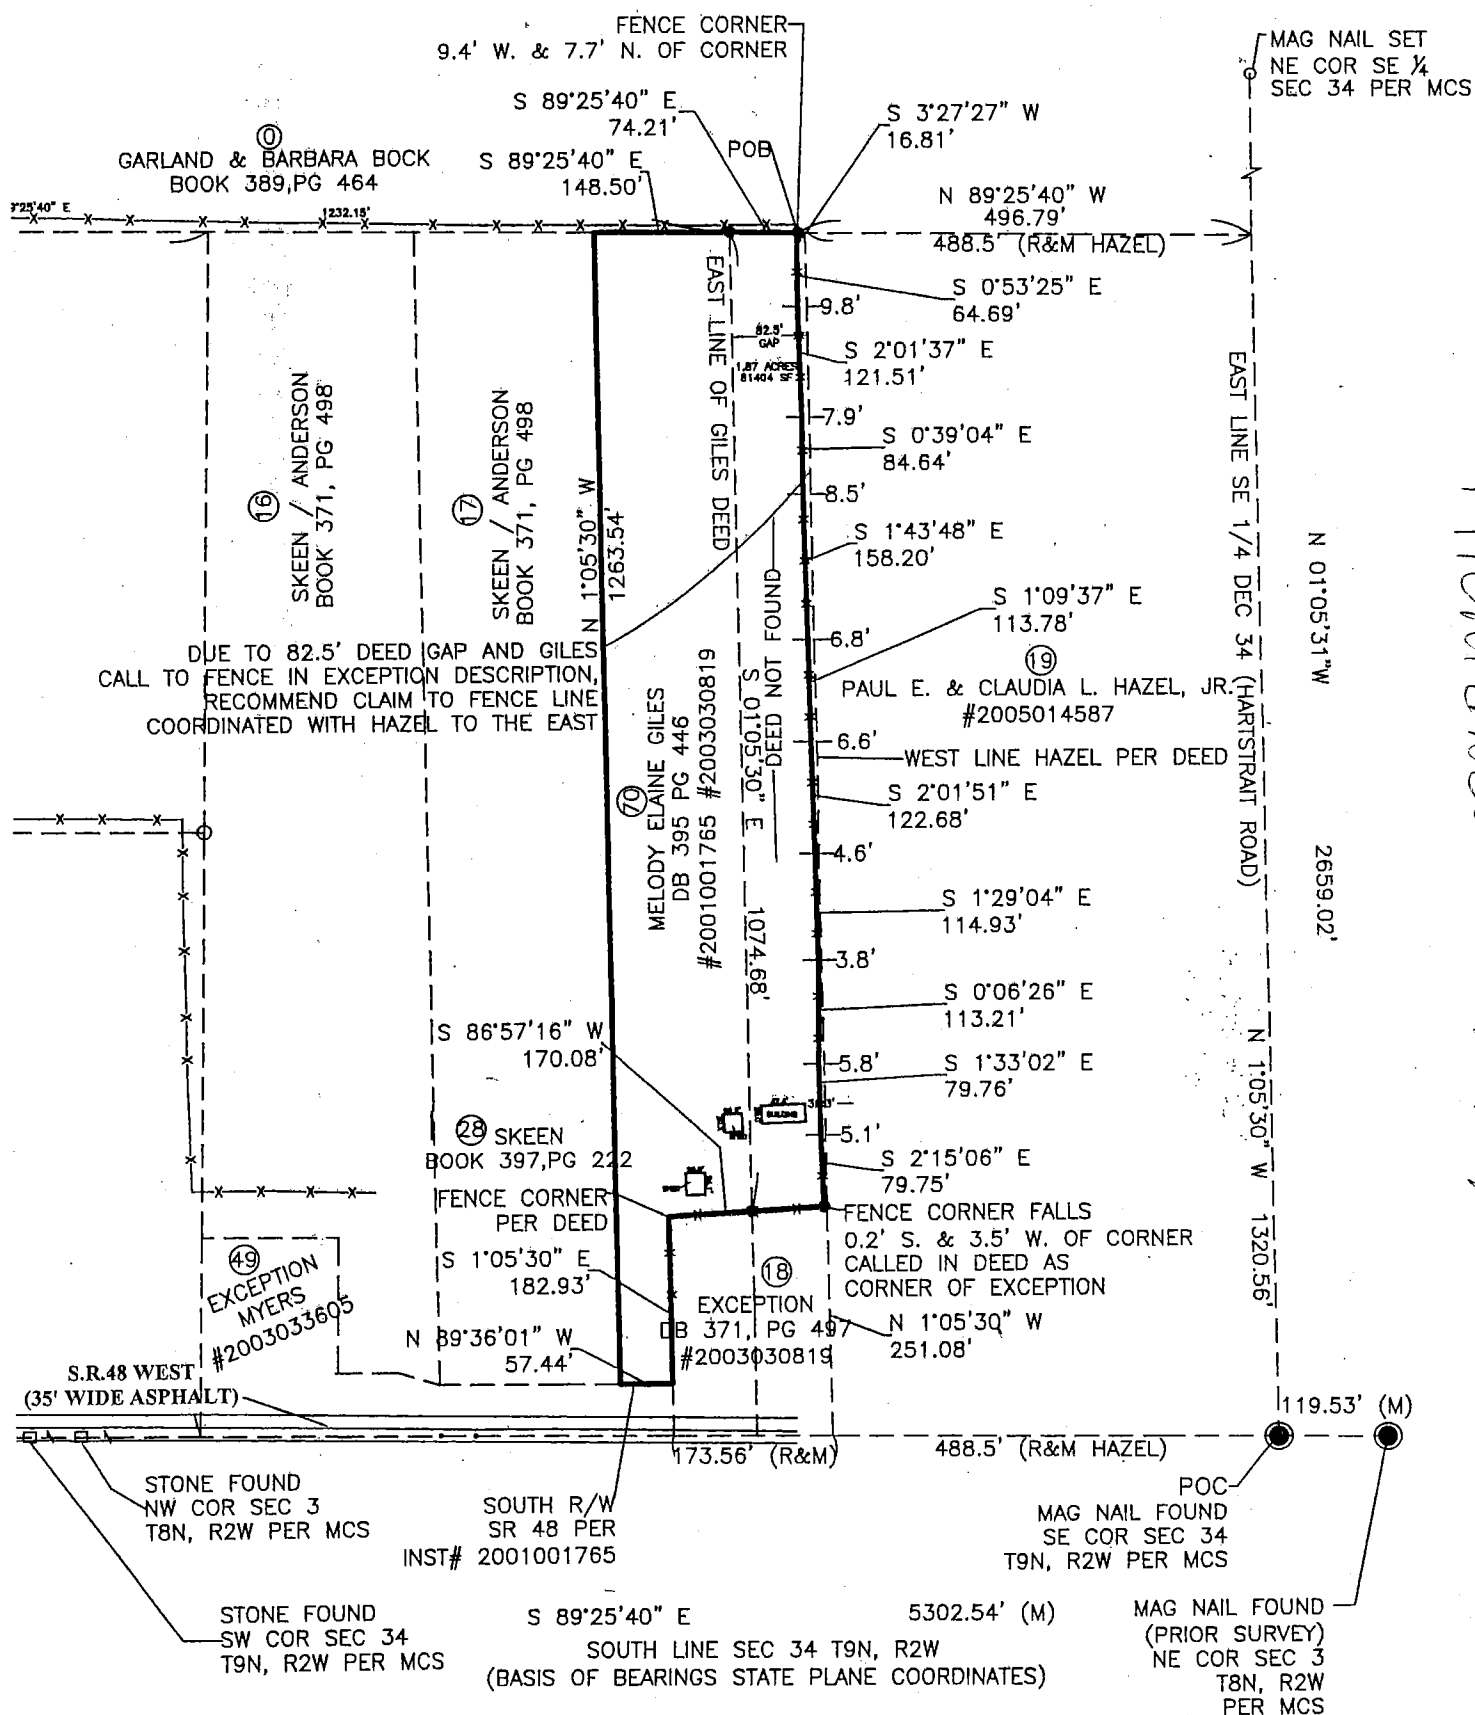 FENCE CORNER
9.4' W. & 7.7' N. OF CORNER
MAG NAIL SET
NE COR SE ¼
SEC 34 PER MCS
S 89°25'40" E
74.21'
S 3°27'27" W
16.81'
POB
0
GARLAND & BARBARA BOCK
BOOK 389,PG 464
S 89°25'40" E
148.50'
N 89°25'40" W
496.79'
488.5' (R&M HAZEL)
9°25'40" E
1232.15'
S 0°53'25" E
64.69'
9.8'
82.5'
GAP
S 2°01'37" E
121.51'
1.87 ACRES
81404 SF
7.9'
S 0°39'04" E
84.64'
8.5'
S 1°43'48" E
158.20'
S 1°09'37" E
113.78'
6.8'
19
PAUL E. & CLAUDIA L. HAZEL, JR.
#2005014587
6.6'
WEST LINE HAZEL PER DEED
S 2°01'51" E
122.68'
4.6'
S 1°29'04" E
114.93'
3.8'
S 0°06'26" E
113.21'
5.8'
S 1°33'02" E
79.76'
5.1'
S 2°15'06" E
79.75'
EAST LINE OF GILES DEED
EAST LINE SE 1/4 DEC 34 (HARTSTRAIT ROAD)
N 01°05'31"W
2659.02'
N 1°05'30" W 1320.56'
16
SKEEN / ANDERSON
BOOK 371, PG 498
17
SKEEN / ANDERSON
BOOK 371, PG 498
N 1°05'30" W
1263.54'
DEED NOT FOUND
S 01°05'30" E 1074.68'
DUE TO 82.5' DEED GAP AND GILES
CALL TO FENCE IN EXCEPTION DESCRIPTION,
RECOMMEND CLAIM TO FENCE LINE
COORDINATED WITH HAZEL TO THE EAST
70
MELODY ELAINE GILES
DB 395 PG 446
#2001001765 #2003030819
S 86°57'16" W
170.08'
BUILDING
28 SKEEN
BOOK 397,PG 222
FENCE CORNER
PER DEED
FENCE CORNER FALLS
0.2' S. & 3.5' W. OF CORNER
CALLED IN DEED AS
CORNER OF EXCEPTION
S 1°05'30" E
182.93'
49
EXCEPTION
MYERS
#2003033605
18
EXCEPTION
DB 371, PG 497
#2003030819
N 1°05'30" W
251.08'
N 89°36'01" W
57.44'
S.R.48 WEST
(35' WIDE ASPHALT)
119.53' (M)
173.56' (R&M)
488.5' (R&M HAZEL)
STONE FOUND
NW COR SEC 3
T8N, R2W PER MCS
SOUTH R/W
SR 48 PER
INST# 2001001765
POC
MAG NAIL FOUND
SE COR SEC 34
T9N, R2W PER MCS
STONE FOUND
SW COR SEC 34
T9N, R2W PER MCS
S 89°25'40" E 5302.54' (M)
SOUTH LINE SEC 34 T9N, R2W
(BASIS OF BEARINGS STATE PLANE COORDINATES)
MAG NAIL FOUND
(PRIOR SURVEY)
NE COR SEC 3
T8N, R2W
PER MCS